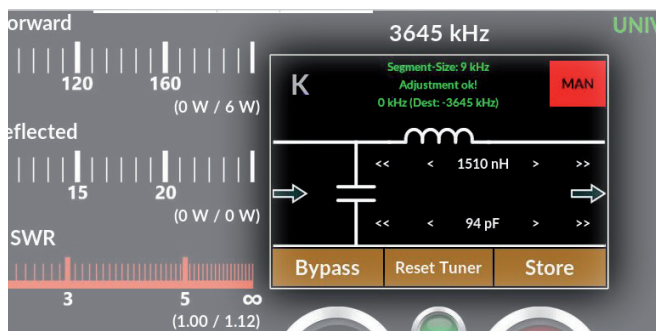 orward
3645 kHz
UNIV
120 160
(0 W / 6 W)
K
Segment-Size: 9 kHz
Adjustment ok!
0 kHz (Dest: -3645 kHz)
MAN
eflected
15 20
(0 W / 0 W)
<< < 1510 nH > >>
<< < 94 pF > >>
SWR
3 5 ∞
(1.00 / 1.12)
Bypass Reset Tuner Store